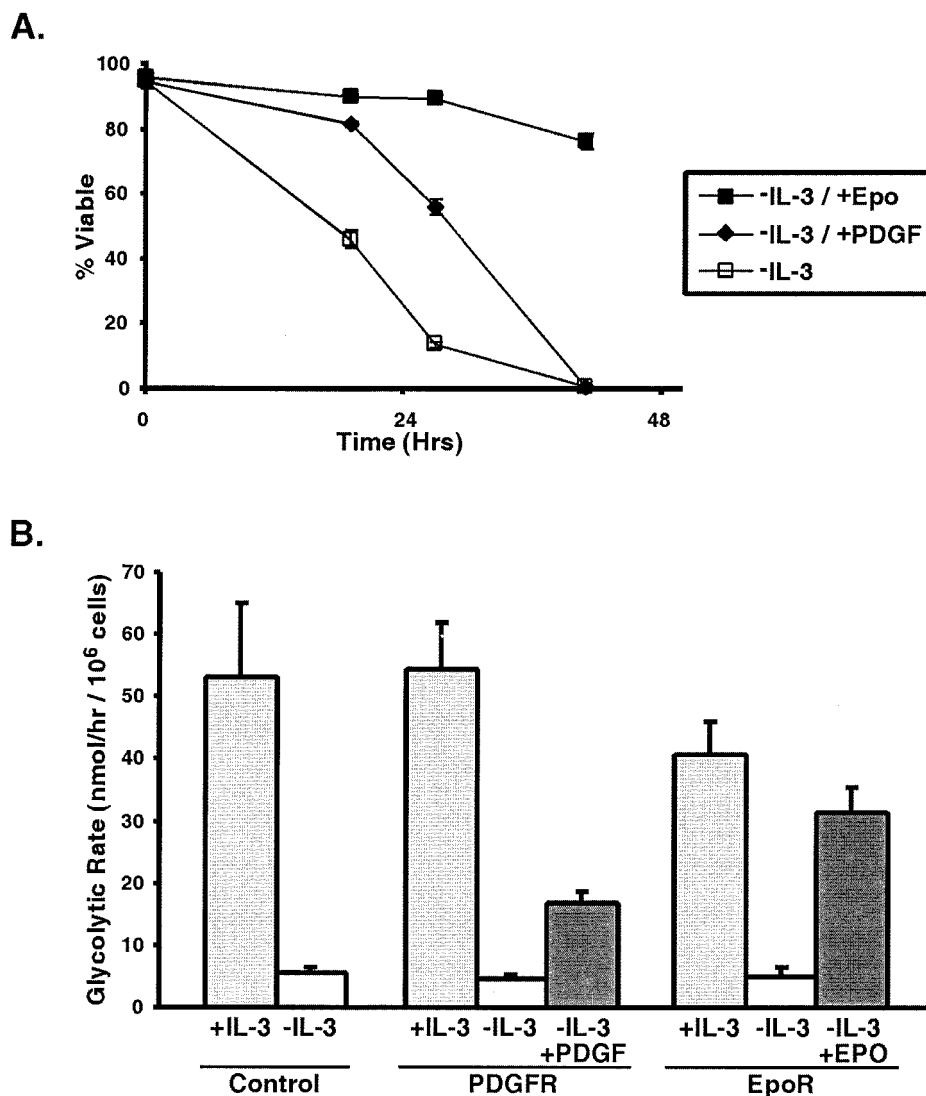 A.
100
80
60
40
20
0
% Viable
0 24 48
Time (Hrs)
-IL-3 / +Epo
-IL-3 / +PDGF
-IL-3
B.
70
60
50
40
30
20
10
0
Glycolytic Rate (nmol/hr / 10⁶ cells)
+IL-3 -IL-3 +IL-3 -IL-3 -IL-3 +IL-3 -IL-3 -IL-3
+PDGF +EPO
Control PDGFR EpoR